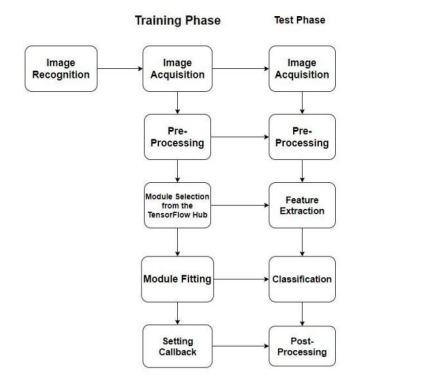 Training Phase
Test Phase
Image
Recognition
Image
Acquisition
Image
Acquisition
Pre-
Processing
Pre-
Processing
Module Selection
from the
TensorFlow Hub
Feature
Extraction
Module Fitting
Classification
Setting
Callback
Post-
Processing